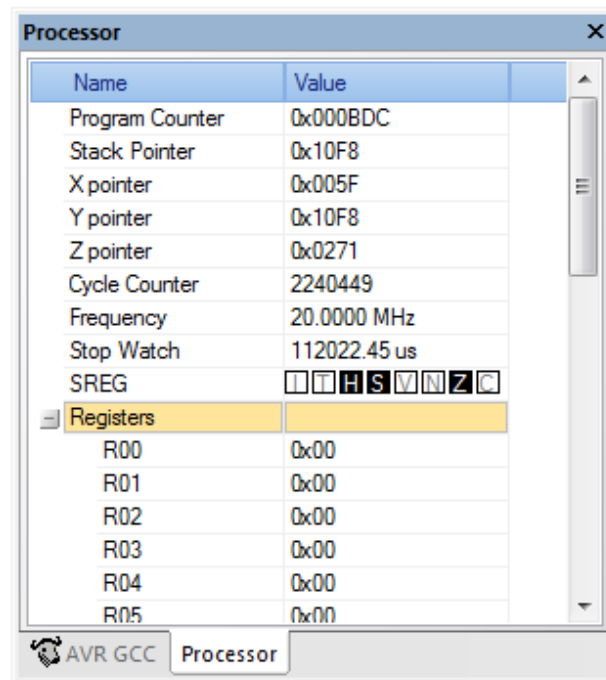 Processor
Name Value
Program Counter 0x000BDC
Stack Pointer 0x10F8
X pointer 0x005F
Y pointer 0x10F8
Z pointer 0x0271
Cycle Counter 2240449
Frequency 20.0000 MHz
Stop Watch 112022.45 us
SREG I T H S V N Z C
Registers
R00 0x00
R01 0x00
R02 0x00
R03 0x00
R04 0x00
R05 0x00
AVR GCC Processor